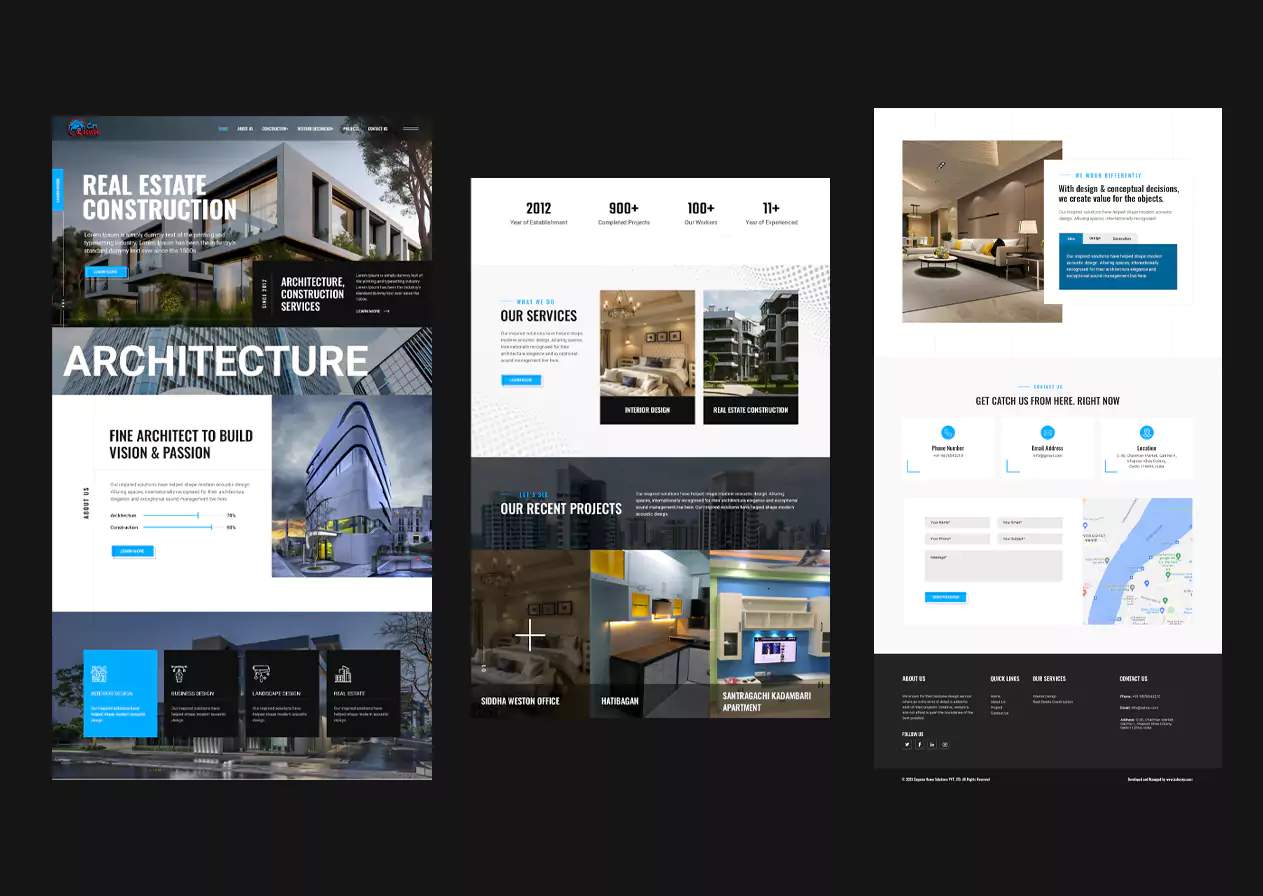 HOME
ABOUT US
CONSTRUCTION
INTERIOR DECORATION
PROJECTS
CONTACT US
REAL ESTATE
CONSTRUCTION
Lorem Ipsum is simply dummy text of the printing and
typesetting industry. Lorem Ipsum has been the industry's
standard dummy text ever since the 1500s
LEARN MORE
SINCE 2012
ARCHITECTURE,
CONSTRUCTION
SERVICES
Lorem Ipsum is simply dummy text of
the printing and typesetting industry.
Lorem Ipsum has been the industry's
standard dummy text ever since the
1500s
LEARN MORE
ARCHITECTURE
ABOUT US
FINE ARCHITECT TO BUILD
VISION & PASSION
Our inspired solutions have helped shape modern acoustic design
Alluring spaces, internationally recognised for their architecture
elegance and exceptional sound management live here.
Architecture 70%
Construction 90%
LEARN MORE
BUSINESS DESIGN
LANDSCAPE DESIGN
REAL ESTATE
Our inspired solutions have
helped shape modern acoustic
design
Our inspired solutions have
helped shape modern acoustic
design
Our inspired solutions have
helped shape modern acoustic
design
Our inspired solutions have
helped shape modern acoustic
design
2012
Year of Establishment
900+
Completed Projects
100+
Our Workers
11+
Year of Experienced
WHAT WE DO
OUR SERVICES
Our inspired solutions have helped shape
modern acoustic design. Alluring spaces,
internationally recognised for their
architecture elegance and exceptional
sound management live here.
LEARN MORE
INTERIOR DESIGN
REAL ESTATE CONSTRUCTION
LET'S SEE
OUR RECENT PROJECTS
Our inspired solutions have helped shape modern acoustic design. Alluring
spaces, internationally recognised for their architecture elegance and exceptional
sound management live here. Our inspired solutions have helped shape modern
acoustic design
01
SIDDHA WESTON OFFICE
HATIBAGAN
SANTRAGACHI KADAMBARI
APARTMENT
WE WORK DIFFERENTLY
With design & conceptual decisions,
we create value for the objects.
Our inspired solutions have helped shape modern acoustic
design. Alluring spaces, internationally recognised
Idea
Design
Execution
Our inspired solutions have helped shape modern
acoustic design. Alluring spaces, internationally
recognised for their architecture elegance and
exceptional sound management live here
CONTACT US
GET CATCH US FROM HERE. RIGHT NOW
Phone Number
Email Address
Location
Your Name*
Your Email*
Your Phone*
Your Subject*
Message*
SEND MESSAGE
ABOUT US
QUICK LINKS
Home
About Us
Project
Contact Us
OUR SERVICES
Interior Design
Real Estate Construction
CONTACT US
FOLLOW US